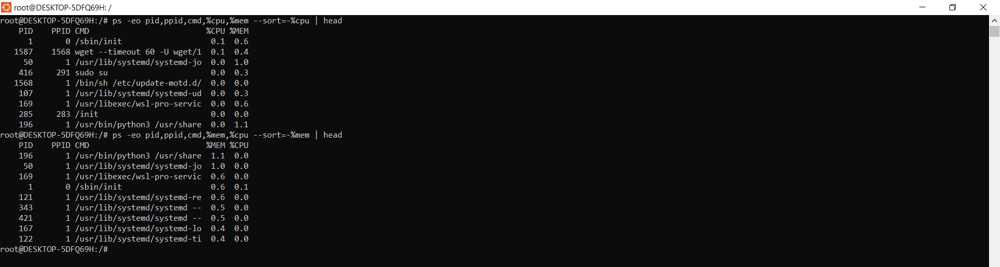 root@DESKTOP-5DFQ69H: /
root@DESKTOP-5DFQ69H:/# ps -eo pid,ppid,cmd,%cpu,%mem --sort=-%cpu | head
    PID    PPID CMD                         %CPU %MEM
      1       0 /sbin/init                   0.1  0.6
   1587    1568 wget --timeout 60 -U wget/1  0.1  0.4
     50       1 /usr/lib/systemd/systemd-jo  0.0  1.0
    416     291 sudo su                      0.0  0.3
   1568       1 /bin/sh /etc/update-motd.d/  0.0  0.0
    107       1 /usr/lib/systemd/systemd-ud  0.0  0.3
    169       1 /usr/libexec/wsl-pro-servic  0.0  0.6
    285     283 /init                        0.0  0.0
    196       1 /usr/bin/python3 /usr/share  0.0  1.1
root@DESKTOP-5DFQ69H:/# ps -eo pid,ppid,cmd,%mem,%cpu --sort=-%mem | head
    PID    PPID CMD                         %MEM %CPU
    196       1 /usr/bin/python3 /usr/share  1.1  0.0
     50       1 /usr/lib/systemd/systemd-jo  1.0  0.0
    169       1 /usr/libexec/wsl-pro-servic  0.6  0.0
      1       0 /sbin/init                   0.6  0.1
    121       1 /usr/lib/systemd/systemd-re  0.6  0.0
    343       1 /usr/lib/systemd/systemd --  0.5  0.0
    421       1 /usr/lib/systemd/systemd --  0.5  0.0
    167       1 /usr/lib/systemd/systemd-lo  0.4  0.0
    122       1 /usr/lib/systemd/systemd-ti  0.4  0.0
root@DESKTOP-5DFQ69H:/#